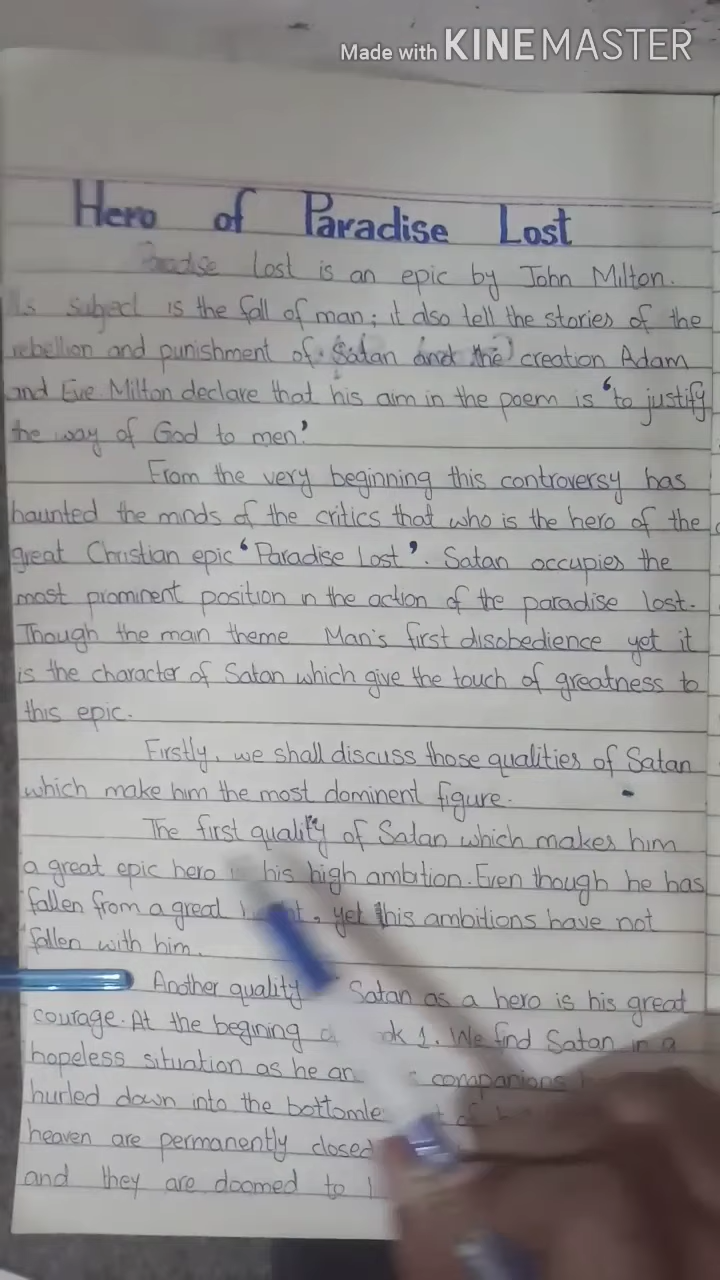 Made with KINEMASTER
Hero of Paradise Lost
Paradise lost is an epic by John Milton.
Its subject is the fall of man; it also tell the stories of the
rebellion and punishment of Satan and the creation Adam
and Eve Milton declare that his aim in the poem is ‘to justify
the way of God to men’
From the very beginning this controversy has
haunted the minds of the critics that who is the hero of the
great Christian epic ‘Paradise Lost’. Satan occupies the
most prominent position in the action of the paradise lost.
Though the main theme Man's first disobedience yet it
is the character of Satan which give the touch of greatness to
this epic.
Firstly, we shall discuss those qualities of Satan
which make him the most dominent figure.
The first quality of Satan which makes him
a great epic hero his high ambition. Even though he has
fallen from a great , yet his ambitions have not
fallen with him.
Another quality Satan as a hero is his great
courage. At the begining 1. We find Satan in a
hopeless situation as he companions
hurled down into the of
heaven are permanently closed
and they are doomed to